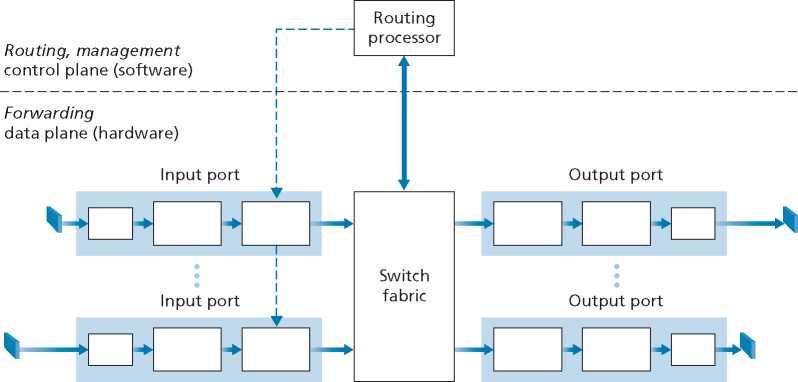 Routing
processor
Routing, management
control plane (software)
Forwarding
data plane (hardware)
Input port
Output port
Switch
fabric
Input port
Output port